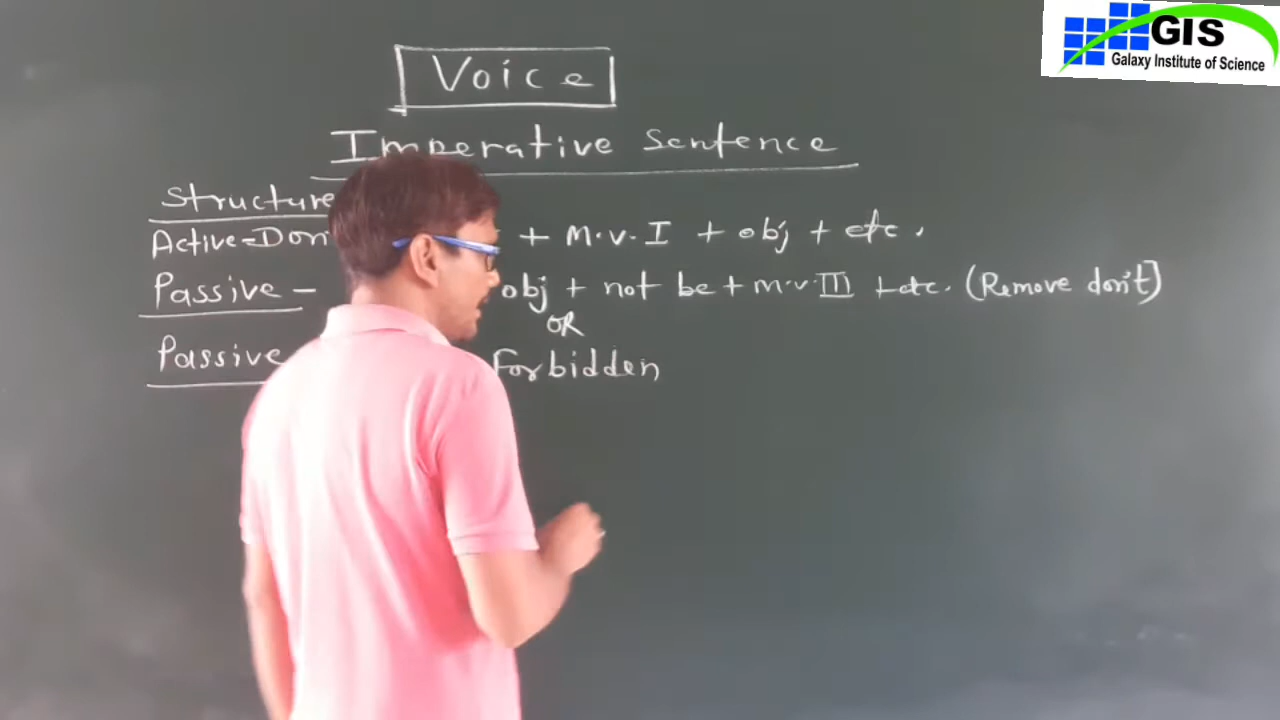 GIS
Galaxy Institute of Science
Voice
Imperative Sentence
Structure
Active=Don + m.v.I + obj + etc.
Passive - obj + not be + m.v.III + etc. (Remove don't)
OR
Passive forbidden